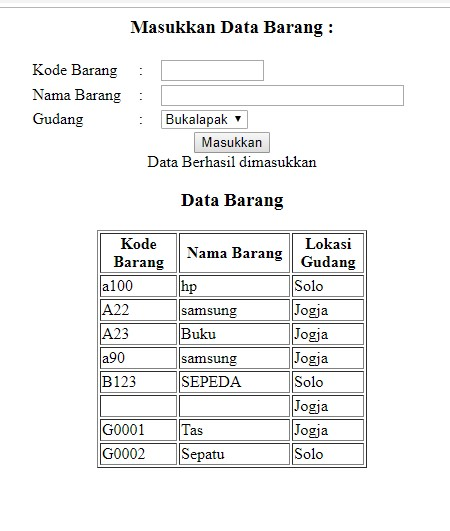 Masukkan Data Barang :
Kode Barang :
Nama Barang :
Gudang : Bukalapak
Masukkan
Data Berhasil dimasukkan
Data Barang
Kode Barang Nama Barang Lokasi Gudang
a100 hp Solo
A22 samsung Jogja
A23 Buku Jogja
a90 samsung Jogja
B123 SEPEDA Solo
Jogja
G0001 Tas Jogja
G0002 Sepatu Solo